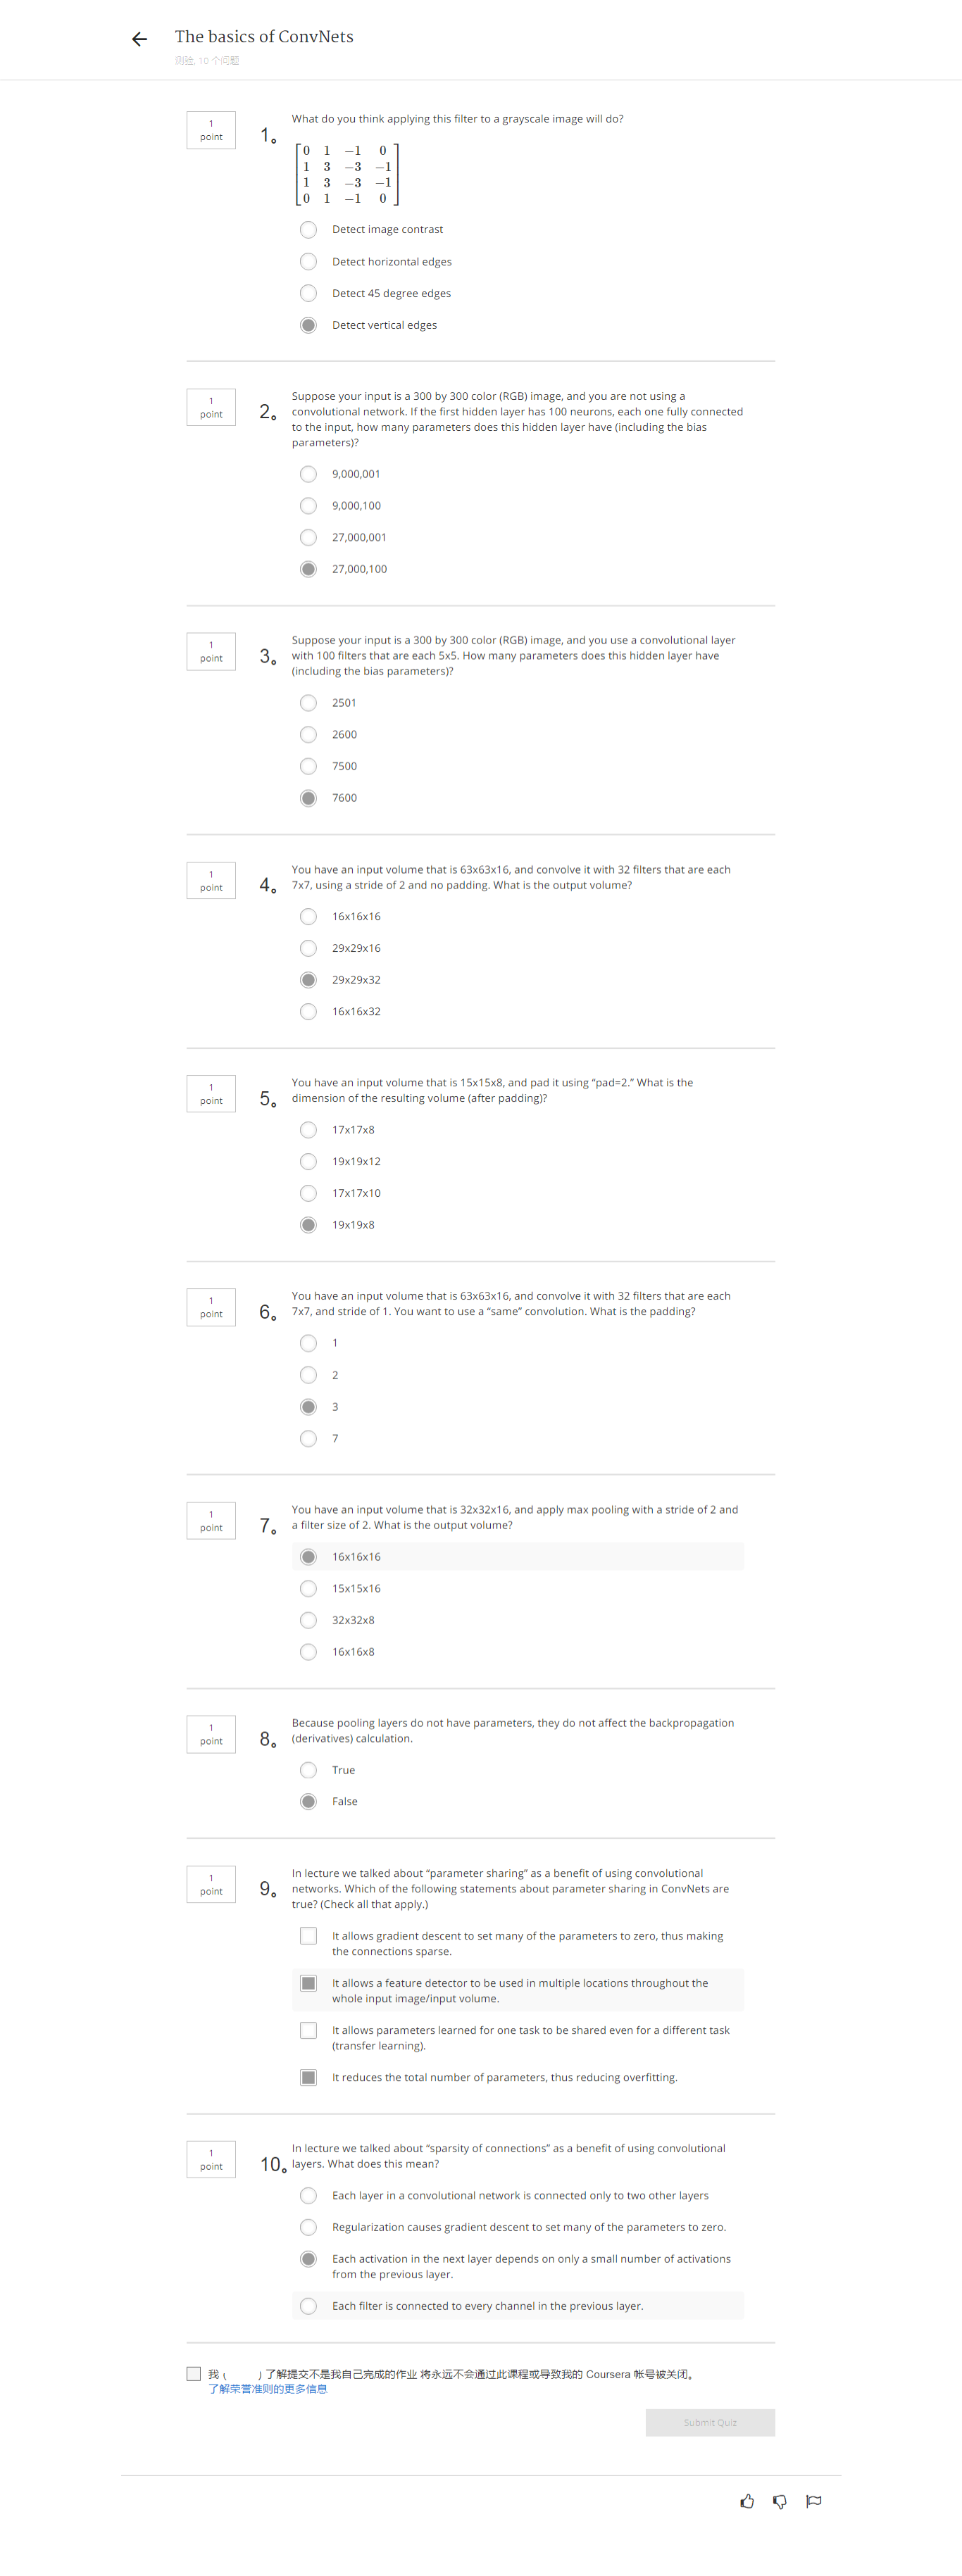 The basics of ConvNets
测验, 10 个问题
1
point
1。
What do you think applying this filter to a grayscale image will do?
0 1 −1 0
1 3 −3 −1
1 3 −3 −1
0 1 −1 0
Detect image contrast
Detect horizontal edges
Detect 45 degree edges
Detect vertical edges
1
point
2。
Suppose your input is a 300 by 300 color (RGB) image, and you are not using a
convolutional network. If the first hidden layer has 100 neurons, each one fully connected
to the input, how many parameters does this hidden layer have (including the bias
parameters)?
9,000,001
9,000,100
27,000,001
27,000,100
1
point
3。
Suppose your input is a 300 by 300 color (RGB) image, and you use a convolutional layer
with 100 filters that are each 5x5. How many parameters does this hidden layer have
(including the bias parameters)?
2501
2600
7500
7600
1
point
4。
You have an input volume that is 63x63x16, and convolve it with 32 filters that are each
7x7, using a stride of 2 and no padding. What is the output volume?
16x16x16
29x29x16
29x29x32
16x16x32
1
point
5。
You have an input volume that is 15x15x8, and pad it using “pad=2.” What is the
dimension of the resulting volume (after padding)?
17x17x8
19x19x12
17x17x10
19x19x8
1
point
6。
You have an input volume that is 63x63x16, and convolve it with 32 filters that are each
7x7, and stride of 1. You want to use a “same” convolution. What is the padding?
1
2
3
7
1
point
7。
You have an input volume that is 32x32x16, and apply max pooling with a stride of 2 and
a filter size of 2. What is the output volume?
16x16x16
15x15x16
32x32x8
16x16x8
1
point
8。
Because pooling layers do not have parameters, they do not affect the backpropagation
(derivatives) calculation.
True
False
1
point
9。
In lecture we talked about “parameter sharing” as a benefit of using convolutional
networks. Which of the following statements about parameter sharing in ConvNets are
true? (Check all that apply.)
It allows gradient descent to set many of the parameters to zero, thus making
the connections sparse.
It allows a feature detector to be used in multiple locations throughout the
whole input image/input volume.
It allows parameters learned for one task to be shared even for a different task
(transfer learning).
It reduces the total number of parameters, thus reducing overfitting.
1
point
10。
In lecture we talked about “sparsity of connections” as a benefit of using convolutional
layers. What does this mean?
Each layer in a convolutional network is connected only to two other layers
Regularization causes gradient descent to set many of the parameters to zero.
Each activation in the next layer depends on only a small number of activations
from the previous layer.
Each filter is connected to every channel in the previous layer.
我 ( ) 了解提交不是我自己完成的作业 将永远不会通过此课程或导致我的 Coursera 帐号被关闭。
了解荣誉准则的更多信息
Submit Quiz